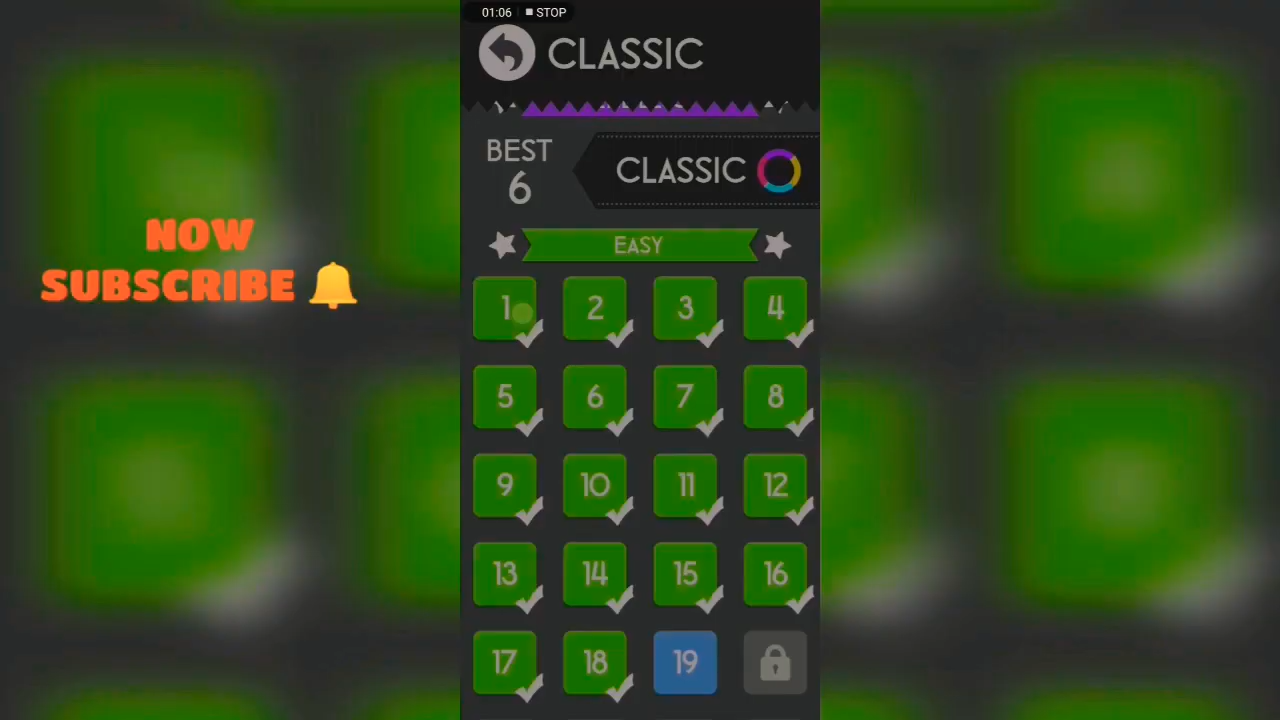 01:06 STOP
CLASSIC
BEST
6
CLASSIC
NOW
SUBSCRIBE 🔔
EASY
1 2 3 4
5 6 7 8
9 10 11 12
13 14 15 16
17 18 19